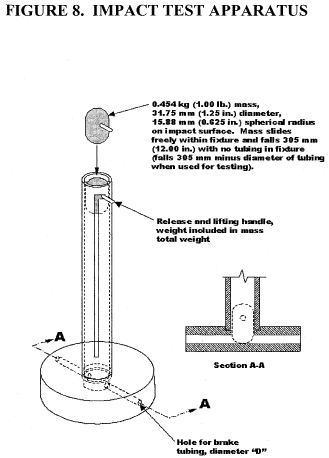 FIGURE 8. IMPACT TEST APPARATUS
0.454 kg (1.00 lb.) mass,
31.75 mm (1.25 in.) diameter,
15.88 mm (0.625 in.) spherical radius
on impact surface. Mass slides
freely within fixture and falls 305 mm
(12.00 in.) with no tubing in fixture
(falls 305 mm minus diameter of tubing
when used for testing).
Release and lifting handle,
weight included in mass
total weight
A
Section A-A
A
Hole for brake
tubing, diameter "D"